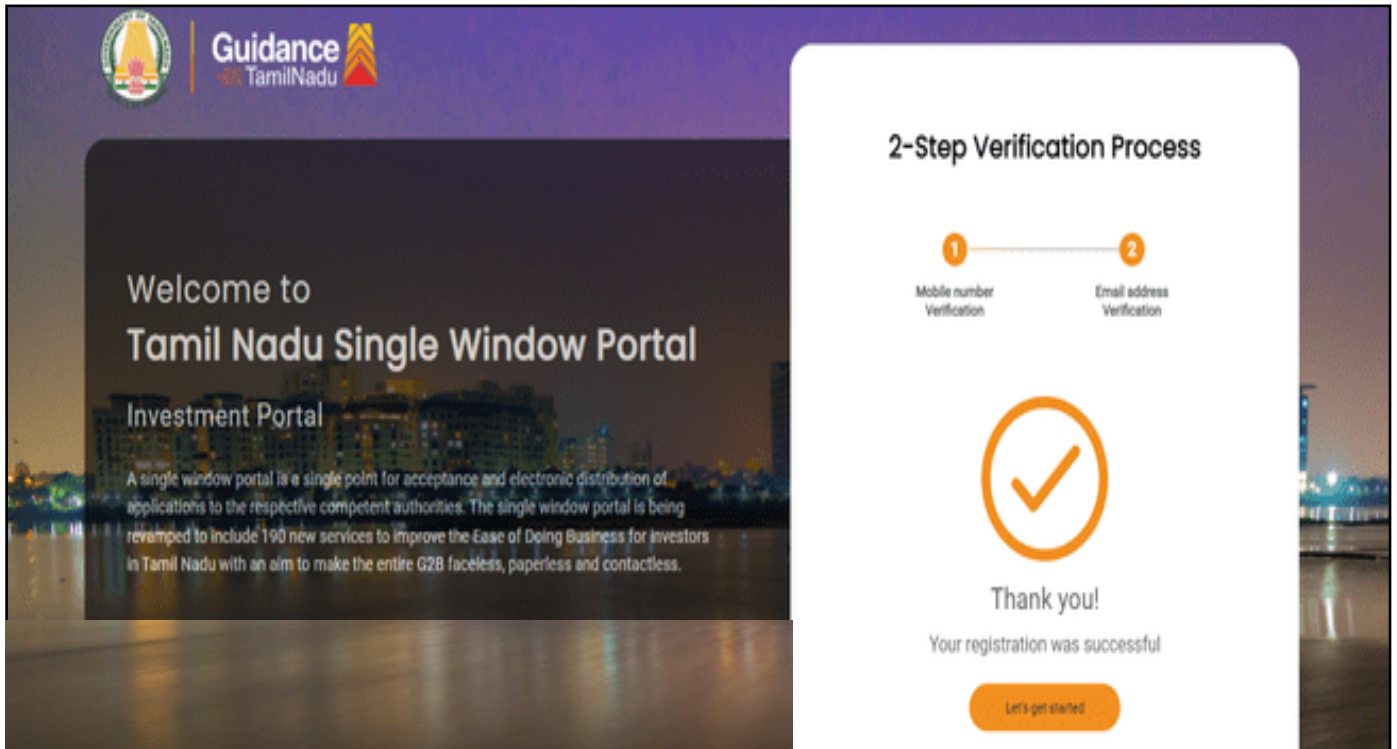 Guidance
TamilNadu
Welcome to
Tamil Nadu Single Window Portal
Investment Portal
A single window portal is a single point for acceptance and electronic distribution of
applications to the respective competent authorities. The single window portal is being
revamped to include 190 new services to improve the Ease of Doing Business for investors
in Tamil Nadu with an aim to make the entire G2B faceless, paperless and contactless.
2-Step Verification Process
1
2
Mobile number
Verification
Email address
Verification
Thank you!
Your registration was successful
Let's get started